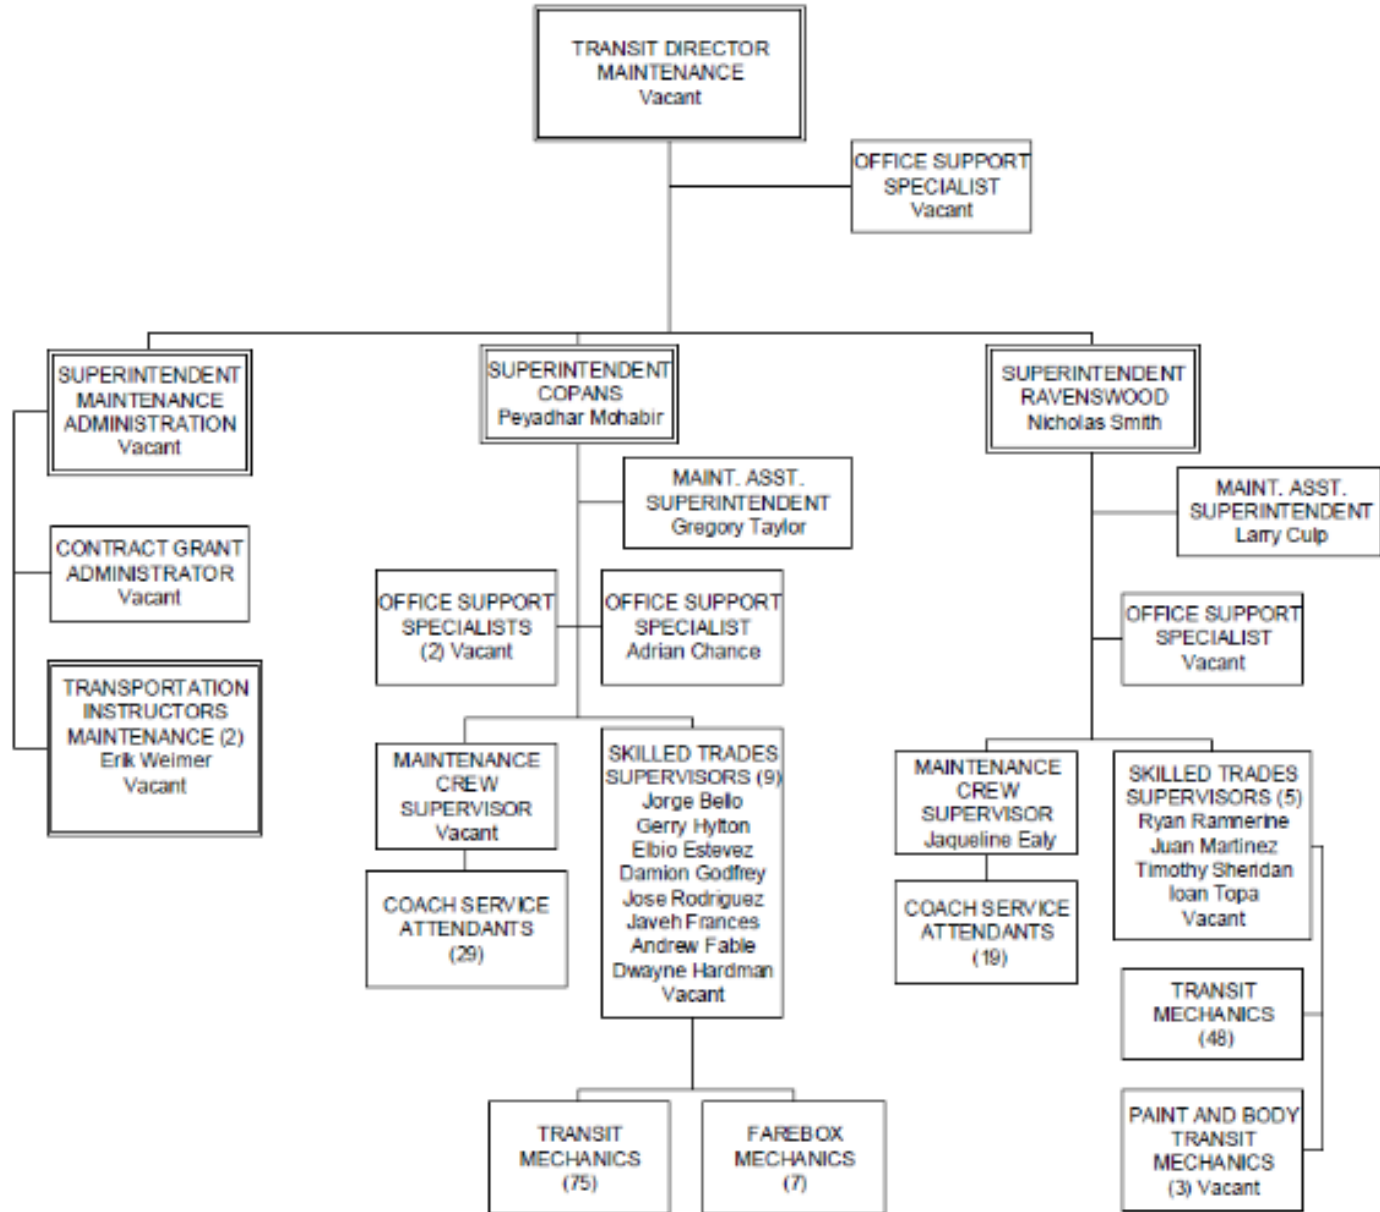 TRANSIT DIRECTOR
MAINTENANCE
Vacant
OFFICE SUPPORT
SPECIALIST
Vacant
SUPERINTENDENT
MAINTENANCE
ADMINISTRATION
Vacant
CONTRACT GRANT
ADMINISTRATOR
Vacant
TRANSPORTATION
INSTRUCTORS
MAINTENANCE (2)
Erik Weimer
Vacant
SUPERINTENDENT
COPANS
Peyadhar Mohabir
MAINT. ASST.
SUPERINTENDENT
Gregory Taylor
OFFICE SUPPORT
SPECIALISTS
(2) Vacant
OFFICE SUPPORT
SPECIALIST
Adrian Chance
MAINTENANCE
CREW
SUPERVISOR
Vacant
COACH SERVICE
ATTENDANTS
(29)
SKILLED TRADES
SUPERVISORS (9)
Jorge Bello
Gerry Hylton
Elbio Estevez
Damion Godfrey
Jose Rodriguez
Javeh Frances
Andrew Fable
Dwayne Hardman
Vacant
TRANSIT
MECHANICS
(75)
FAREBOX
MECHANICS
(7)
SUPERINTENDENT
RAVENSWOOD
Nicholas Smith
MAINT. ASST.
SUPERINTENDENT
Larry Culp
OFFICE SUPPORT
SPECIALIST
Vacant
MAINTENANCE
CREW
SUPERVISOR
Jaqueline Ealy
COACH SERVICE
ATTENDANTS
(19)
SKILLED TRADES
SUPERVISORS (5)
Ryan Ramnerine
Juan Martinez
Timothy Sheridan
Ioan Topa
Vacant
TRANSIT
MECHANICS
(48)
PAINT AND BODY
TRANSIT
MECHANICS
(3) Vacant